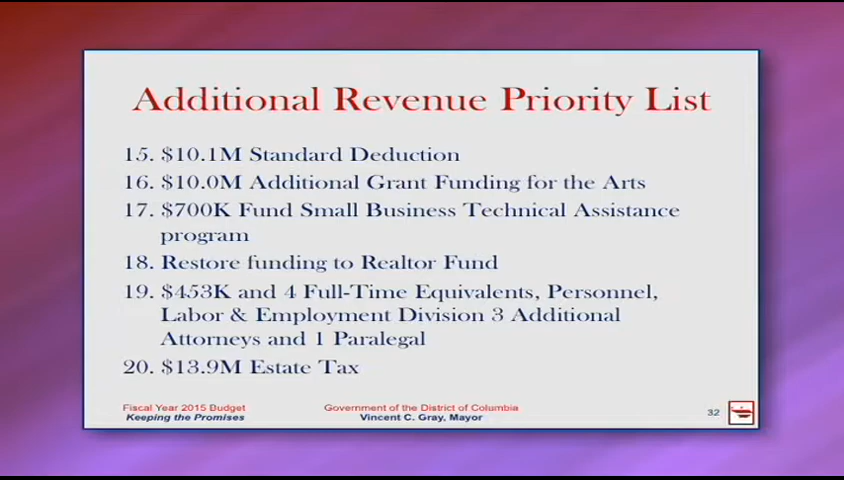 Additional Revenue Priority List
15. $10.1M Standard Deduction
16. $10.0M Additional Grant Funding for the Arts
17. $700K Fund Small Business Technical Assistance
program
18. Restore funding to Realtor Fund
19. $453K and 4 Full-Time Equivalents, Personnel,
Labor & Employment Division 3 Additional
Attorneys and 1 Paralegal
20. $13.9M Estate Tax
Fiscal Year 2015 Budget
Keeping the Promises
Government of the District of Columbia
Vincent C. Gray, Mayor
32